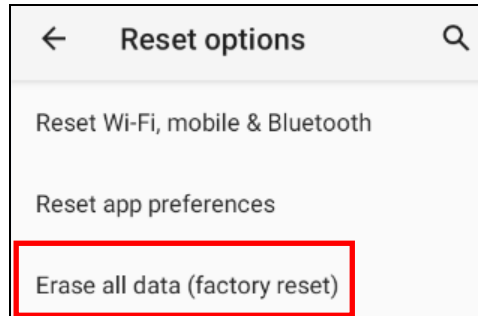 Reset options
Reset Wi-Fi, mobile & Bluetooth
Reset app preferences
Erase all data (factory reset)